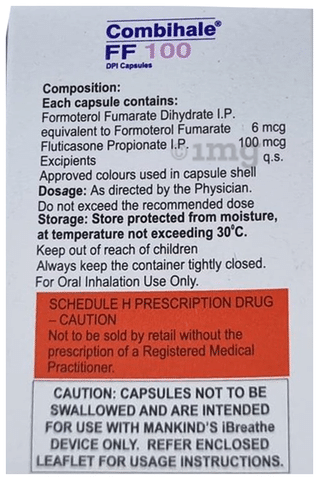 Combihale®
FF 100
DPI Capsules
Composition:
Each capsule contains:
Formoterol Fumarate Dihydrate I.P.
equivalent to Formoterol Fumarate 6 mcg
Fluticasone Propionate I.P. 100 mcg
Excipients q.s.
1mg
Approved colours used in capsule shell
Dosage: As directed by the Physician.
Do not exceed the recommended dose
Storage: Store protected from moisture,
at temperature not exceeding 30°C.
Keep out of reach of children
Always keep the container tightly closed.
For Oral Inhalation Use Only.
SCHEDULE H PRESCRIPTION DRUG
– CAUTION
Not to be sold by retail without the
prescription of a Registered Medical
Practitioner.
CAUTION: CAPSULES NOT TO BE
SWALLOWED AND ARE INTENDED
FOR USE WITH MANKIND'S iBreathe
DEVICE ONLY. REFER ENCLOSED
LEAFLET FOR USAGE INSTRUCTIONS.